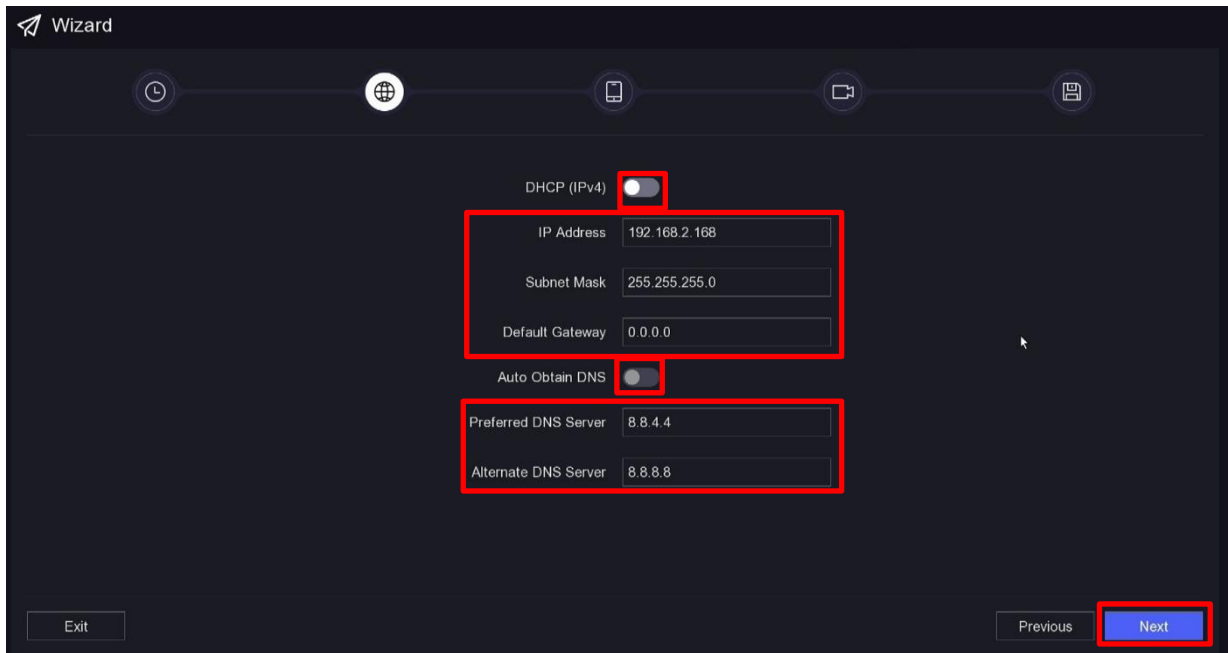 Wizard
DHCP (IPv4)
IP Address 192.168.2.168
Subnet Mask 255.255.255.0
Default Gateway 0.0.0.0
Auto Obtain DNS
Preferred DNS Server 8.8.4.4
Alternate DNS Server 8.8.8.8
Exit Previous Next